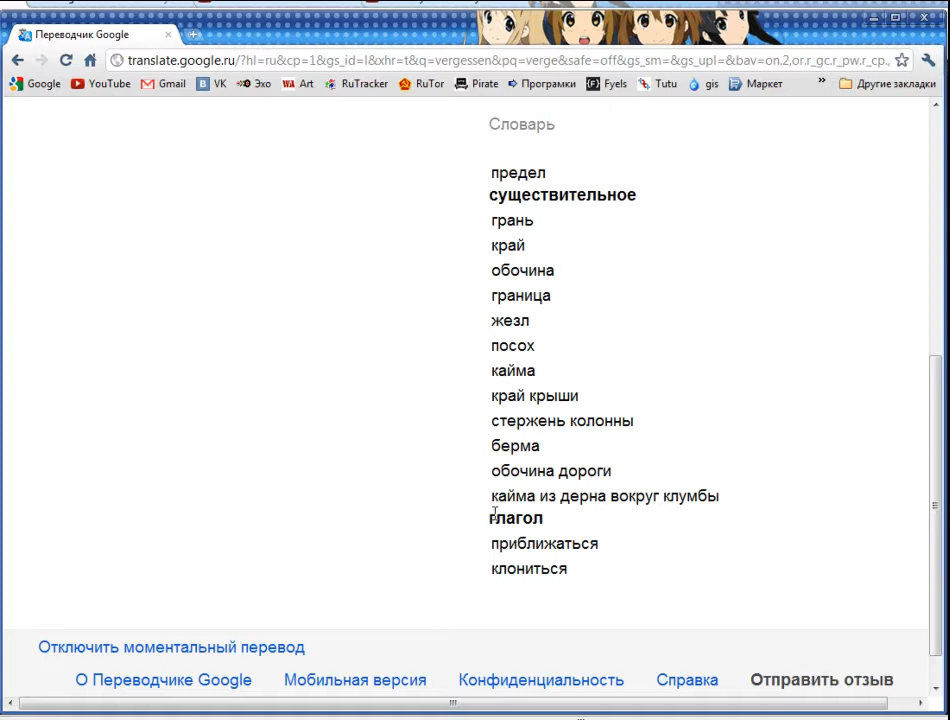 Переводчик Google
translate.google.ru/?hl=ru&cp=1&gs_id=l&xhr=t&q=vergessen&pq=verge&safe=off&gs_sm=&gs_upl=&bav=on.2,or.r_gc.r_pw.r_cp.,
Google YouTube Gmail VK Эхо Art RuTracker RuTor Pirate Программки Fyels Tutu gis Маркет » Другие закладки
Словарь
предел
существительное
грань
край
обочина
граница
жезл
посох
кайма
край крыши
стержень колонны
берма
обочина дороги
кайма из дерна вокруг клумбы
глагол
приближаться
клониться
Отключить моментальный перевод
О Переводчике Google Мобильная версия Конфиденциальность Справка Отправить отзыв